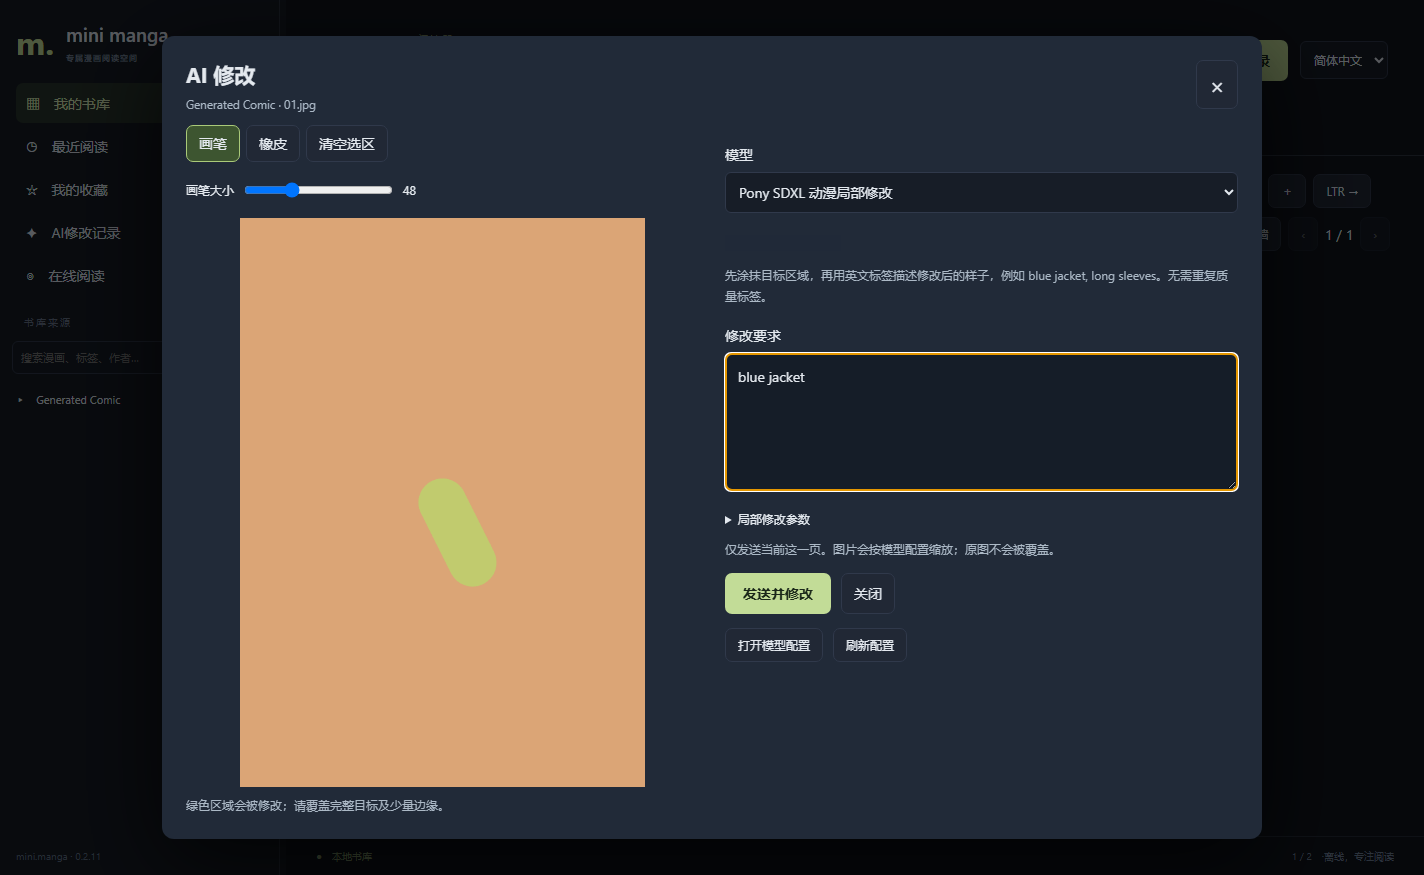 m.
mini manga
专属漫画阅读空间
我的书库
最近阅读
我的收藏
AI修改记录
在线阅读
书库来源
搜索漫画、标签、作者...
Generated Comic
mini.manga · 0.2.11
AI 修改
Generated Comic · 01.jpg
×
画笔
橡皮
清空选区
画笔大小
48
绿色区域会被修改；请覆盖完整目标及少量边缘。
模型
Pony SDXL 动漫局部修改
先涂抹目标区域，再用英文标签描述修改后的样子，例如 blue jacket, long sleeves。无需重复质
量标签。
修改要求
blue jacket
局部修改参数
仅发送当前这一页。图片会按模型配置缩放；原图不会被覆盖。
发送并修改
关闭
打开模型配置
刷新配置
录
简体中文
+
LTR →
‹
1 / 1
›
本地书库
1 / 2
离线，专注阅读